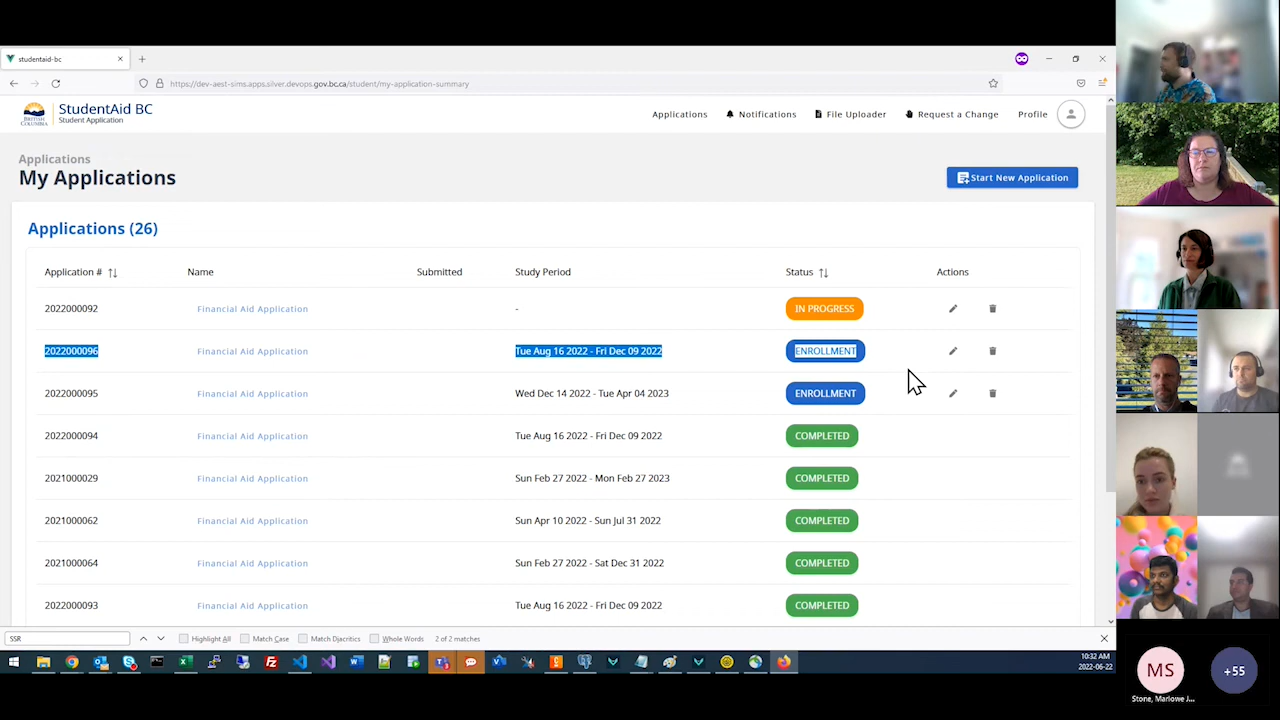 studentaid-bc
https://dev-aest-sims.apps.silver.devops.gov.bc.ca/student/my-application-summary
BRITISH COLUMBIA
StudentAid BC
Student Application
Applications Notifications File Uploader Request a Change Profile
Applications
My Applications
Start New Application
Applications (26)
Application # Name Submitted Study Period Status Actions
2022000092 Financial Aid Application - IN PROGRESS
2022000096 Financial Aid Application Tue Aug 16 2022 - Fri Dec 09 2022 ENROLLMENT
2022000095 Financial Aid Application Wed Dec 14 2022 - Tue Apr 04 2023 ENROLLMENT
2022000094 Financial Aid Application Tue Aug 16 2022 - Fri Dec 09 2022 COMPLETED
2021000029 Financial Aid Application Sun Feb 27 2022 - Mon Feb 27 2023 COMPLETED
2021000062 Financial Aid Application Sun Apr 10 2022 - Sun Jul 31 2022 COMPLETED
2021000064 Financial Aid Application Sun Feb 27 2022 - Sat Dec 31 2022 COMPLETED
2022000093 Financial Aid Application Tue Aug 16 2022 - Fri Dec 09 2022 COMPLETED
SSR Highlight All Match Case Match Diacritics Whole Words 2 of 2 matches
10:32 AM
2022-06-22
MS
+55
Stone, Marlowe J...